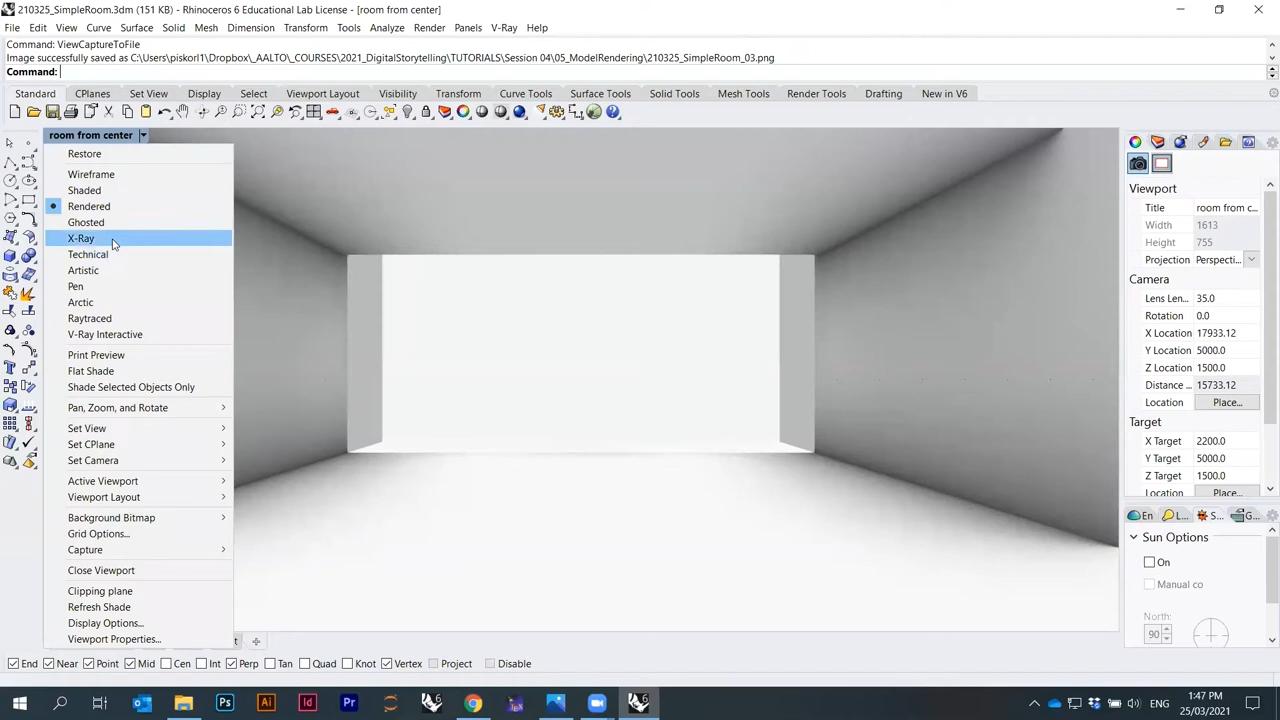 210325_SimpleRoom.3dm (151 KB) - Rhinoceros 6 Educational Lab License - [room from center]
File Edit View Curve Surface Solid Mesh Dimension Transform Tools Analyze Render Panels V-Ray Help
Command: ViewCaptureToFile
Image successfully saved as C:\Users\piskorl1\Dropbox\_AALTO\_COURSES\2021_DigitalStorytelling\TUTORIALS\Session 04\05_ModelRendering\210325_SimpleRoom_03.png
Command:
Standard CPlanes Set View Display Select Viewport Layout Visibility Transform Curve Tools Surface Tools Solid Tools Mesh Tools Render Tools Drafting New in V6
room from center
Restore
Wireframe
Shaded
Rendered
Ghosted
X-Ray
Technical
Artistic
Pen
Arctic
Raytraced
V-Ray Interactive
Print Preview
Flat Shade
Shade Selected Objects Only
Pan, Zoom, and Rotate
Set View
Set CPlane
Set Camera
Active Viewport
Viewport Layout
Background Bitmap
Grid Options...
Capture
Close Viewport
Clipping plane
Refresh Shade
Display Options...
Viewport Properties...
Viewport
Title room from c...
Width 1613
Height 755
Projection Perspecti...
Camera
Lens Len... 35.0
Rotation 0.0
X Location 17933.12
Y Location 5000.0
Z Location 1500.0
Distance ... 15733.12
Location Place...
Target
X Target 2200.0
Y Target 5000.0
Z Target 1500.0
Location Place...
En L... S... G...
Sun Options
On
Manual co
North:
90
End Near Point Mid Cen Int Perp Tan Quad Knot Vertex Project Disable
Ps Ai Id Pr 6 6
ENG
1:47 PM
25/03/2021